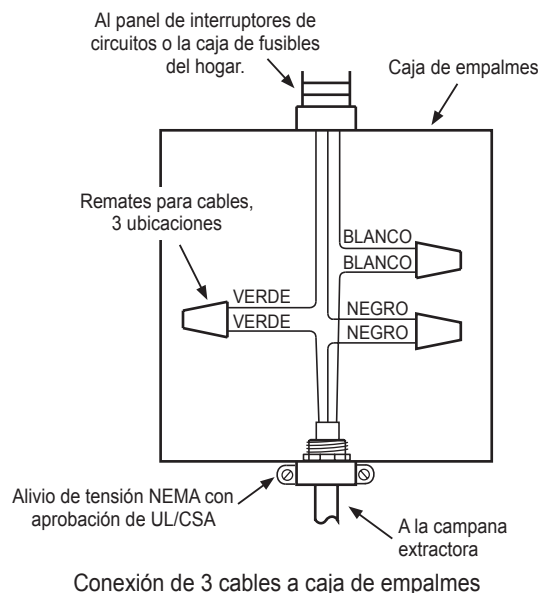 Al panel de interruptores de
circuitos o la caja de fusibles
del hogar.
Caja de empalmes
Remates para cables,
3 ubicaciones
BLANCO
BLANCO
VERDE
VERDE
NEGRO
NEGRO
Alivio de tensión NEMA con
aprobación de UL/CSA
A la campana
extractora
Conexión de 3 cables a caja de empalmes